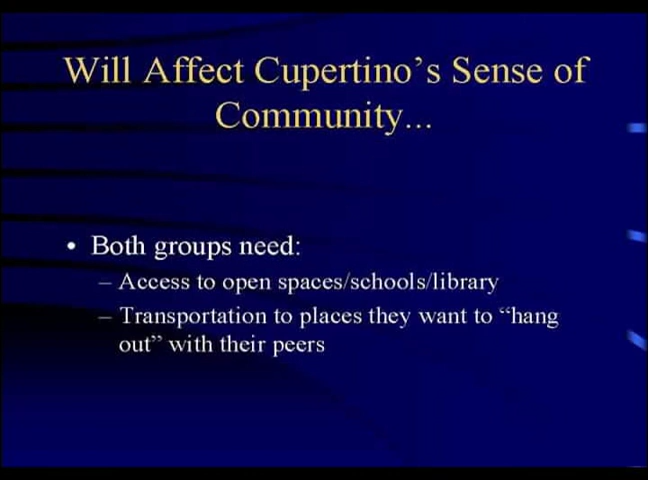 Will Affect Cupertino’s Sense of
Community...
• Both groups need:
– Access to open spaces/schools/library
– Transportation to places they want to “hang
out” with their peers